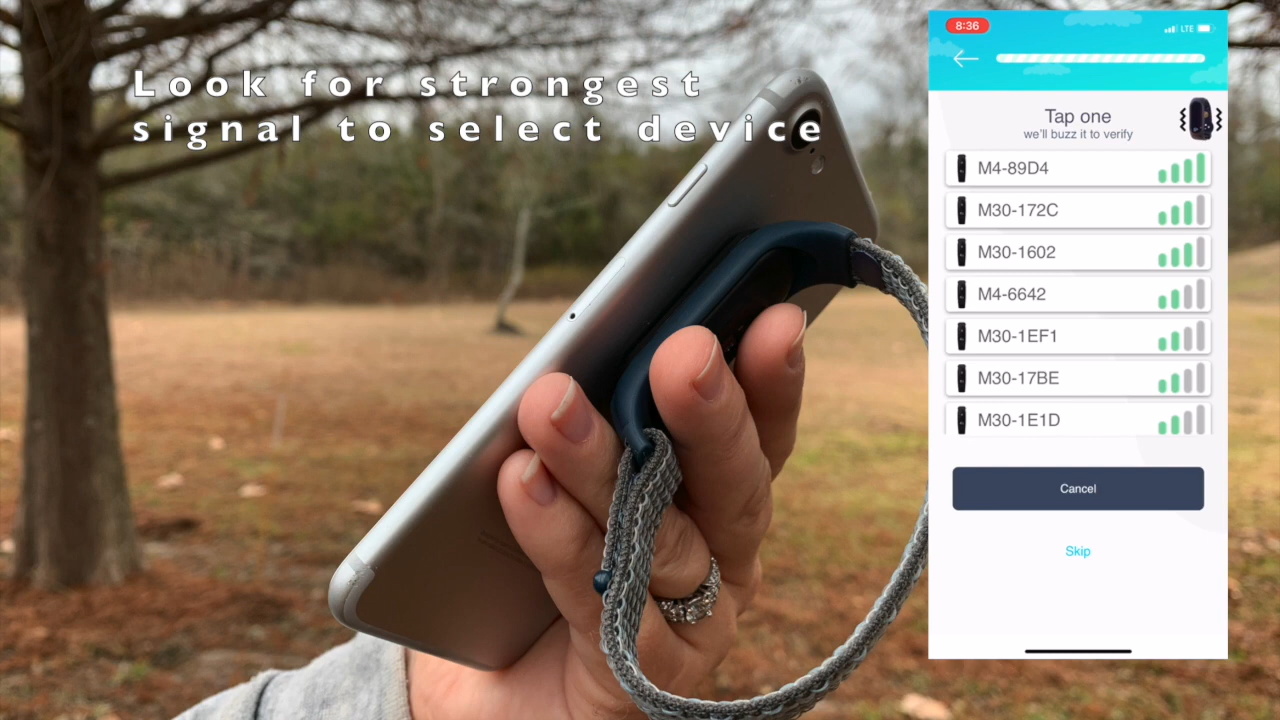 Look for strongest
signal to select device
8:36
LTE
Tap one
we'll buzz it to verify
M4-89D4
M30-172C
M30-1602
M4-6642
M30-1EF1
M30-17BE
M30-1E1D
Cancel
Skip